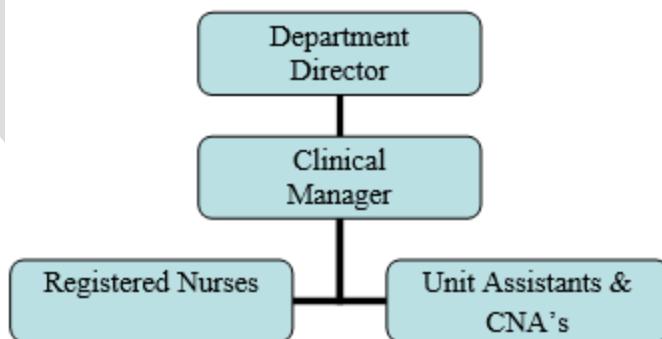 Department
Director
Clinical
Manager
Registered Nurses
Unit Assistants &
CNA’s